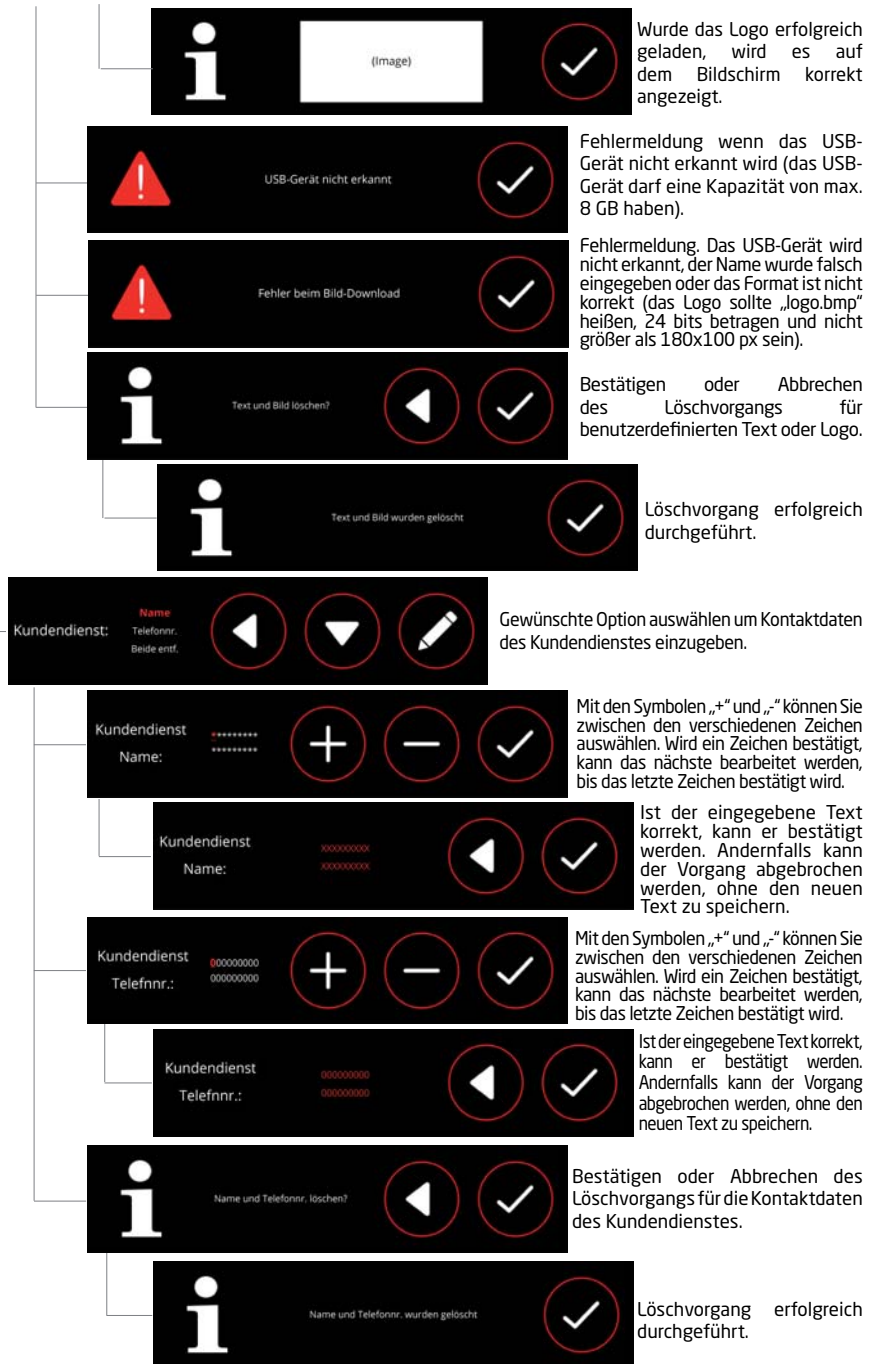 (Image)
Wurde das Logo erfolgreich
geladen, wird es auf
dem Bildschirm korrekt
angezeigt.
USB-Gerät nicht erkannt
Fehlermeldung wenn das USB-
Gerät nicht erkannt wird (das USB-
Gerät darf eine Kapazität von max.
8 GB haben).
Fehler beim Bild-Download
Fehlermeldung. Das USB-Gerät wird
nicht erkannt, der Name wurde falsch
eingegeben oder das Format ist nicht
korrekt (das Logo sollte „logo.bmp“
heißen, 24 bits betragen und nicht
größer als 180x100 px sein).
Text und Bild löschen?
Bestätigen oder Abbrechen
des Löschvorgangs für
benutzerdefinierten Text oder Logo.
Text und Bild wurden gelöscht
Löschvorgang erfolgreich
durchgeführt.
Kundendienst:
Name
Telefonnr.
Beide entf.
Gewünschte Option auswählen um Kontaktdaten
des Kundendienstes einzugeben.
Kundendienst
Name:
*********
*********
Mit den Symbolen „+“ und „-“ können Sie
zwischen den verschiedenen Zeichen
auswählen. Wird ein Zeichen bestätigt,
kann das nächste bearbeitet werden,
bis das letzte Zeichen bestätigt wird.
Kundendienst
Name:
XXXXXXXXX
XXXXXXXXX
Ist der eingegebene Text
korrekt, kann er bestätigt
werden. Andernfalls kann
der Vorgang abgebrochen
werden, ohne den neuen
Text zu speichern.
Kundendienst
Telefnnr.:
000000000
000000000
Mit den Symbolen „+“ und „-“ können Sie
zwischen den verschiedenen Zeichen
auswählen. Wird ein Zeichen bestätigt,
kann das nächste bearbeitet werden,
bis das letzte Zeichen bestätigt wird.
Kundendienst
Telefnnr.:
000000000
000000000
Ist der eingegebene Text korrekt,
kann er bestätigt werden.
Andernfalls kann der Vorgang
abgebrochen werden, ohne den
neuen Text zu speichern.
Name und Telefonnr. löschen?
Bestätigen oder Abbrechen des
Löschvorgangs für die Kontaktdaten
des Kundendienstes.
Name und Telefonnr. wurden gelöscht
Löschvorgang erfolgreich
durchgeführt.